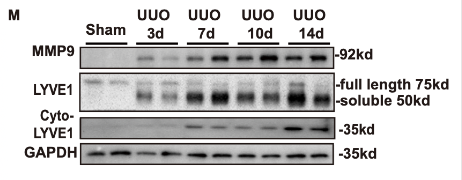 M
Sham UUO 3d UUO 7d UUO 10d UUO 14d
MMP9 -92kd
LYVE1 -full length 75kd
-soluble 50kd
Cyto-
LYVE1 -35kd
GAPDH -35kd